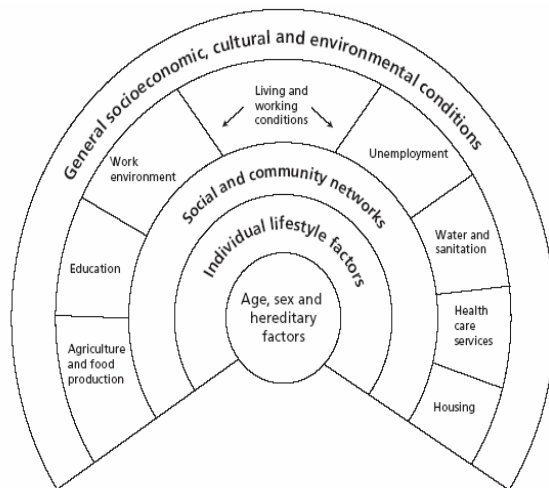 General socioeconomic, cultural and environmental conditions
Living and
working
conditions
Work
environment
Unemployment
Social and community networks
Education
Water and
sanitation
Individual lifestyle factors
Age, sex and
hereditary
factors
Agriculture
and food
production
Health
care
services
Housing